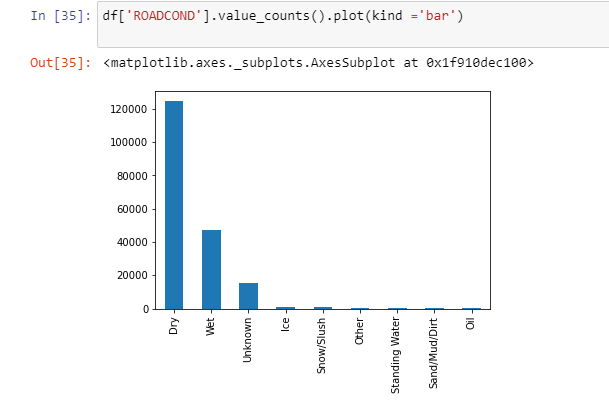 In [35]: df['ROADCOND'].value_counts().plot(kind ='bar')
Out[35]: <matplotlib.axes._subplots.AxesSubplot at 0x1f910dec100>
120000
100000
80000
60000
40000
20000
0
Dry
Wet
Unknown
Ice
Snow/Slush
Other
Standing Water
Sand/Mud/Dirt
Oil